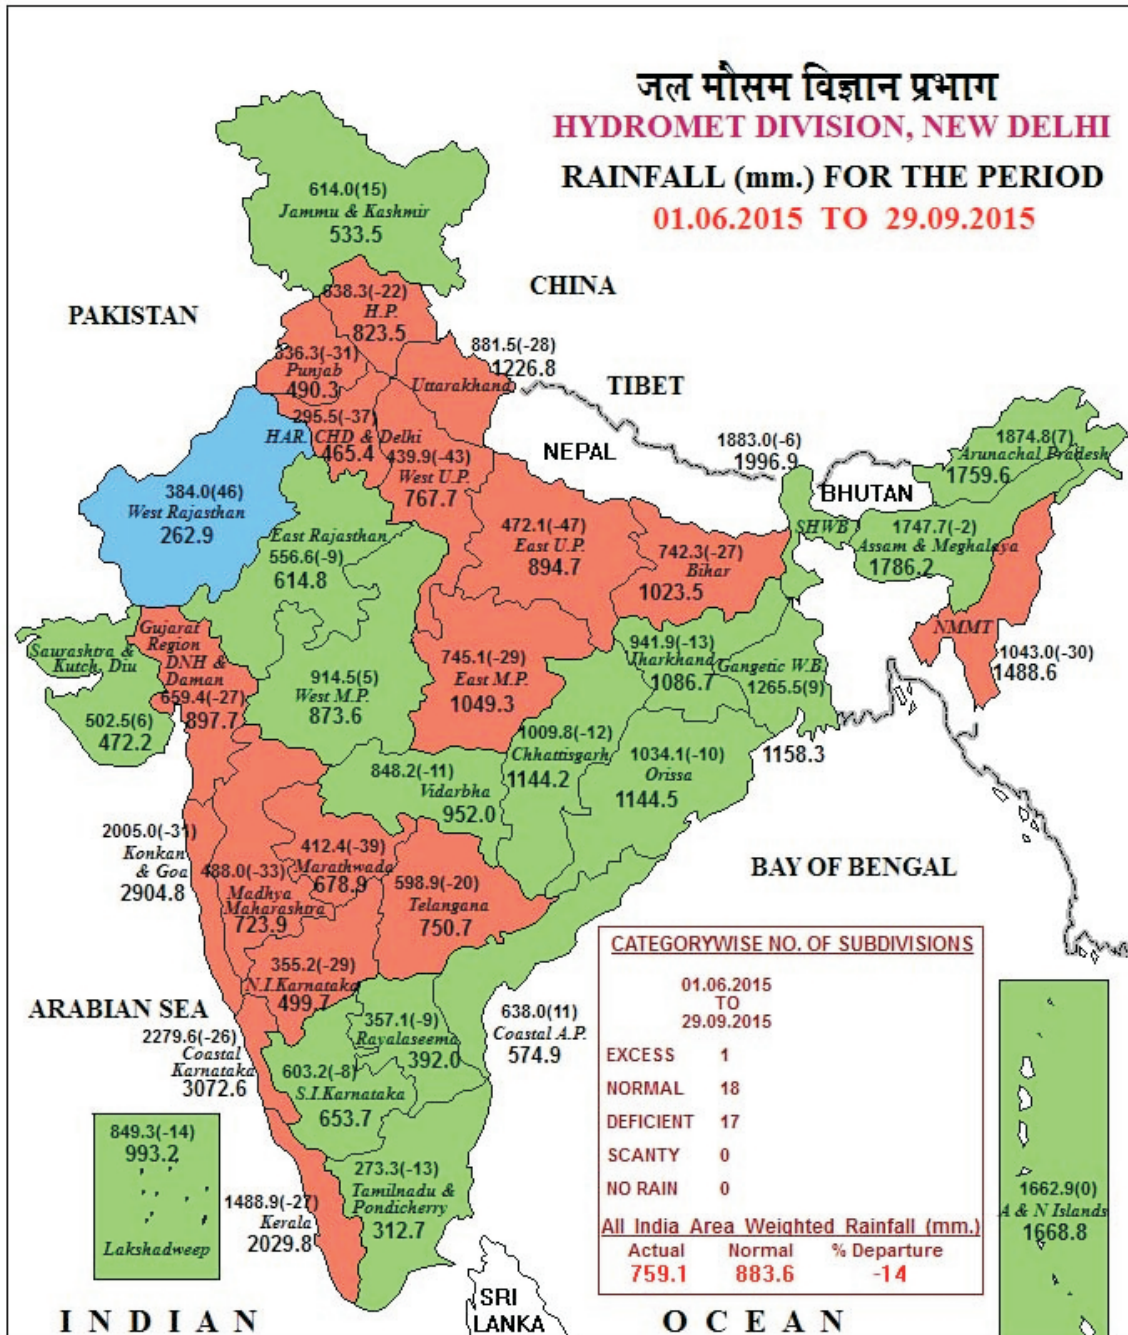 जल मौसम विज्ञान प्रभाग
HYDROMET DIVISION, NEW DELHI
RAINFALL (mm.) FOR THE PERIOD
01.06.2015 TO 29.09.2015
614.0(15)
Jammu & Kashmir
533.5
CHINA
PAKISTAN
638.3(-22)
H.P.
823.5
881.5(-28)
1226.8
Uttarakhand
336.3(-31)
Punjab
490.3
TIBET
295.5(-37)
HAR. CHD & Delhi
465.4
439.9(-43)
West U.P.
767.7
NEPAL
1883.0(-6)
1996.9
SHWB
BHUTAN
1874.8(7)
Arunachal Pradesh
1759.6
384.0(46)
West Rajasthan
262.9
East Rajasthan
556.6(-9)
614.8
472.1(-47)
East U.P.
894.7
742.3(-27)
Bihar
1023.5
1747.7(-2)
Assam & Meghalaya
1786.2
NMMT
1043.0(-30)
1488.6
Gujarat
Region
DNH &
Daman
659.4(-27)
897.7
Saurashtra &
Kutch, Diu
502.5(6)
472.2
914.5(5)
West M.P.
873.6
745.1(-29)
East M.P.
1049.3
941.9(-13)
Jharkhand
1086.7
Gangetic W.B.
1265.5(9)
1158.3
1009.8(-12)
Chhattisgarh
1144.2
1034.1(-10)
Orissa
1144.5
848.2(-11)
Vidarbha
952.0
2005.0(-31)
Konkan
& Goa
2904.8
488.0(-33)
Madhya
Maharashtra
723.9
412.4(-39)
Marathwada
678.9
598.9(-20)
Telangana
750.7
BAY OF BENGAL
355.2(-29)
N.I.Karnataka
499.7
ARABIAN SEA
2279.6(-26)
Coastal
Karnataka
3072.6
357.1(-9)
Rayalaseema
392.0
638.0(11)
Coastal A.P.
574.9
603.2(-8)
S.I.Karnataka
653.7
849.3(-14)
993.2
Lakshadweep
1488.9(-27)
Kerala
2029.8
273.3(-13)
Tamilnadu &
Pondicherry
312.7
CATEGORYWISE NO. OF SUBDIVISIONS
01.06.2015
TO
29.09.2015
EXCESS 1
NORMAL 18
DEFICIENT 17
SCANTY 0
NO RAIN 0
All India Area Weighted Rainfall (mm.)
Actual Normal % Departure
759.1 883.6 -14
1662.9(0)
A & N Islands
1668.8
SRI
LANKA
INDIAN OCEAN